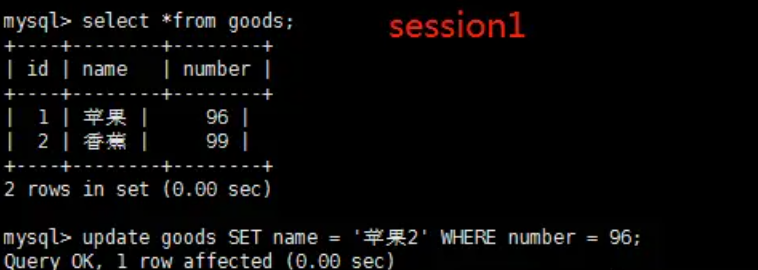 mysql> select *from goods;
session1
+----+--------+--------+
| id | name   | number |
+----+--------+--------+
|  1 | 苹果 |     96 |
|  2 | 香蕉 |     99 |
+----+--------+--------+
2 rows in set (0.00 sec)
mysql> update goods SET name = '苹果2' WHERE number = 96;
Query OK, 1 row affected (0.00 sec)